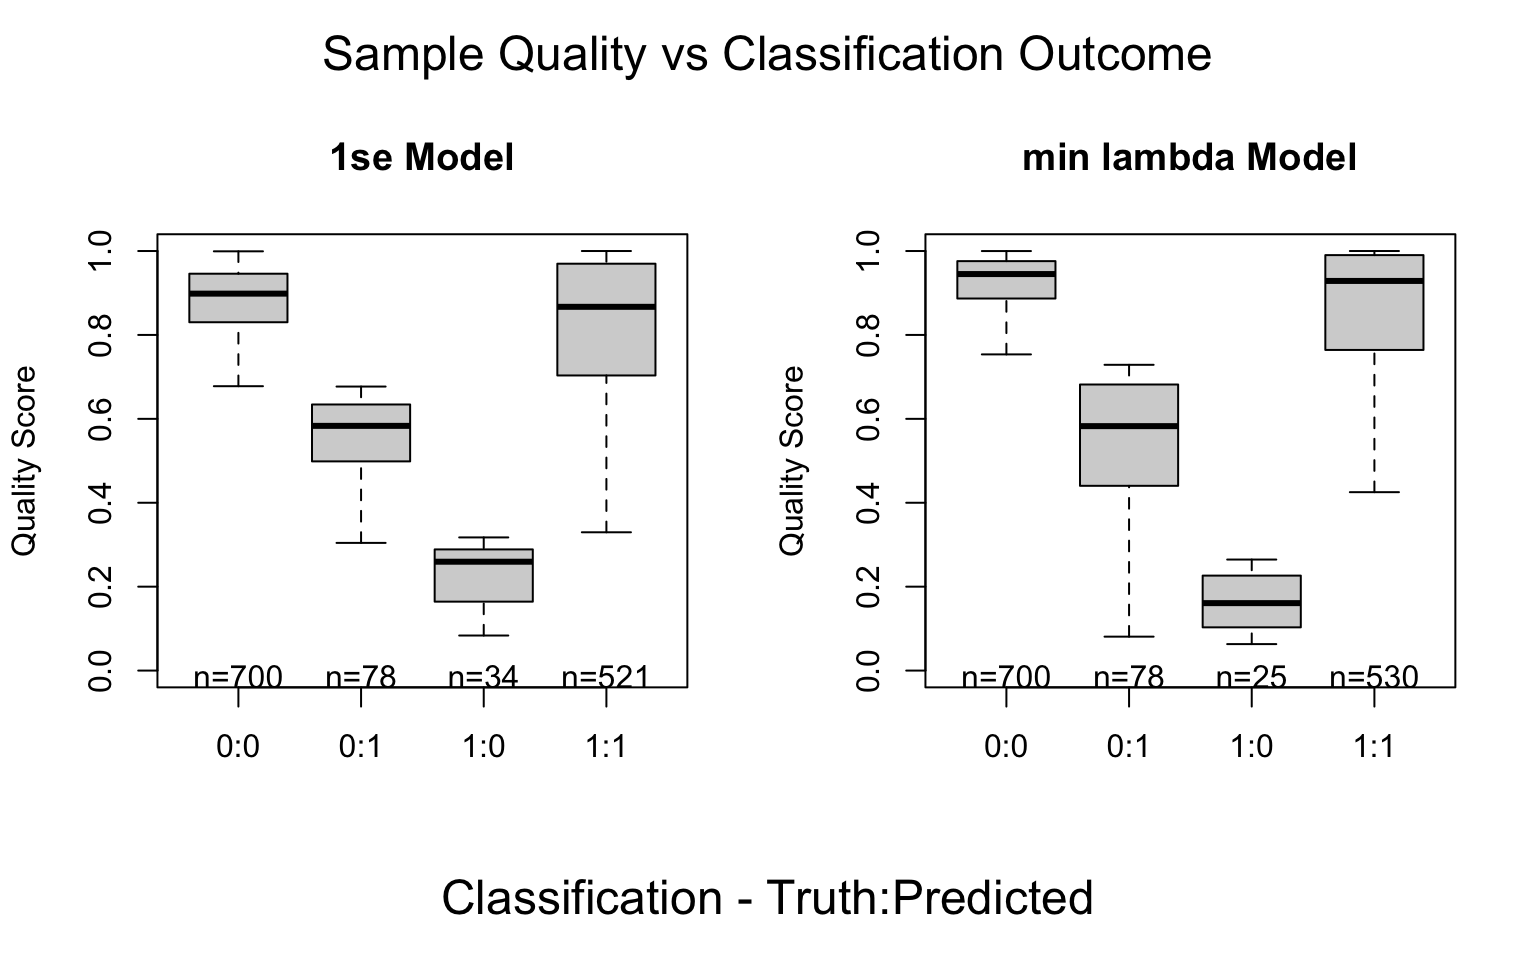 Sample Quality vs Classification Outcome
1se Model
Quality Score
1.0
0.8
0.6
0.4
0.2
0.0
n=700 n=78 n=34 n=521
0:0 0:1 1:0 1:1
min lambda Model
Quality Score
1.0
0.8
0.6
0.4
0.2
0.0
n=700 n=78 n=25 n=530
0:0 0:1 1:0 1:1
Classification - Truth:Predicted